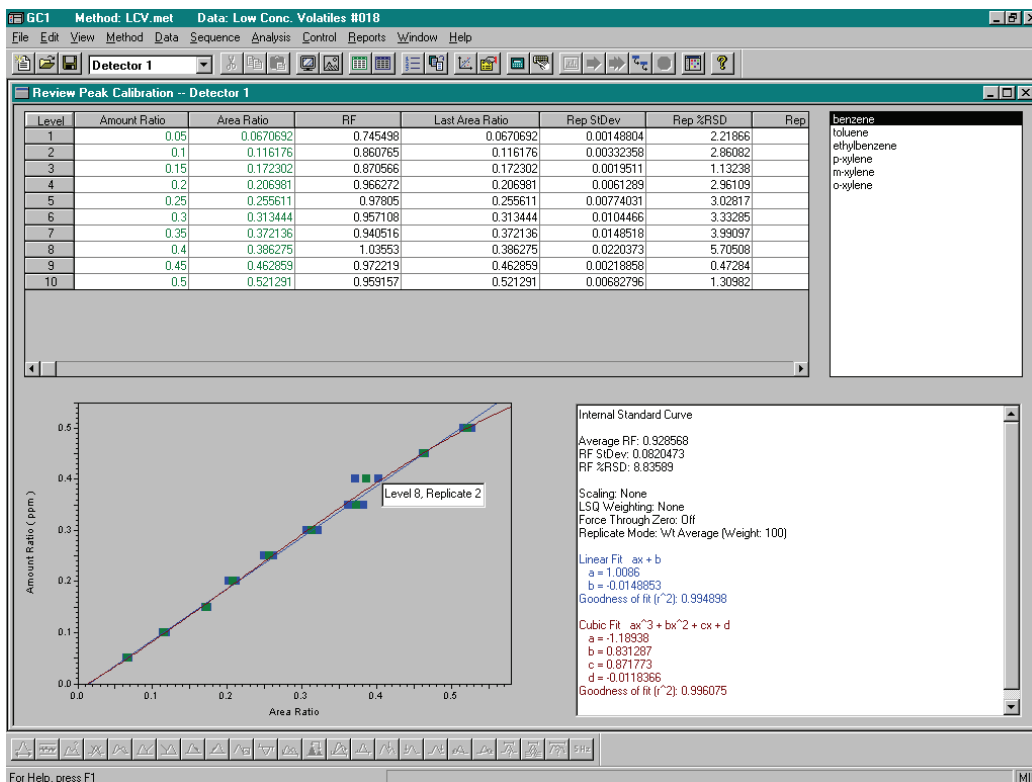 GC1 Method: LCV.met Data: Low Conc. Volatiles #018
File Edit View Method Data Sequence Analysis Control Reports Window Help
Detector 1
Review Peak Calibration -- Detector 1
Level Amount Ratio Area Ratio RF Last Area Ratio Rep StDev Rep %RSD Rep
1 0.05 0.0670692 0.745498 0.0670692 0.00148804 2.21866
2 0.1 0.116176 0.860765 0.116176 0.00332358 2.86082
3 0.15 0.172302 0.870566 0.172302 0.0019511 1.13238
4 0.2 0.206981 0.966272 0.206981 0.0061289 2.96109
5 0.25 0.255611 0.97805 0.255611 0.00774031 3.02817
6 0.3 0.313444 0.957108 0.313444 0.0104466 3.33285
7 0.35 0.372136 0.940516 0.372136 0.0148518 3.99097
8 0.4 0.386275 1.03553 0.386275 0.0220373 5.70508
9 0.45 0.462859 0.972219 0.462859 0.00218858 0.47284
10 0.5 0.521291 0.959157 0.521291 0.00682796 1.30982
benzene
toluene
ethylbenzene
p-xylene
m-xylene
o-xylene
Amount Ratio ( ppm )
0.5
0.4
0.3
0.2
0.1
0.0
Level 8, Replicate 2
0.0 0.1 0.2 0.3 0.4 0.5
Area Ratio
Internal Standard Curve
Average RF: 0.928568
RF StDev: 0.0820473
RF %RSD: 8.83589
Scaling: None
LSQ Weighting: None
Force Through Zero: Off
Replicate Mode: Wt Average (Weight: 100)
Linear Fit ax + b
a = 1.0086
b = -0.0148853
Goodness of fit (r^2): 0.994898
Cubic Fit ax^3 + bx^2 + cx + d
a = -1.18938
b = 0.831287
c = 0.871773
d = -0.0118366
Goodness of fit (r^2): 0.996075
For Help, press F1